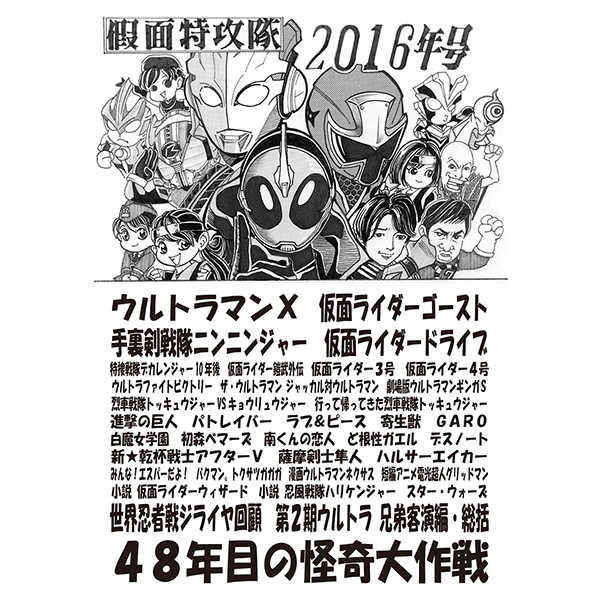 假面特攻隊 2016年号
ウルトラマンX 仮面ライダーゴースト
手裏剣戦隊ニンニンジャー 仮面ライダードライブ
特捜戦隊デカレンジャー10年後 仮面ライダー鎧武外伝 仮面ライダー3号 仮面ライダー4号
ウルトラファイトビクトリー ザ・ウルトラマン ジャッカル対ウルトラマン 劇場版ウルトラマンギンガS
烈車戦隊トッキュウジャーVSキョウリュウジャー 行って帰ってきた烈車戦隊トッキュウジャー
進撃の巨人 パトレイバー ラブ&ピース 寄生獣 GARO
白魔女学園 初森ベマーズ 南くんの恋人 ど根性ガエル デスノート
新★乾杯戦士アフターV 薩摩剣士隼人 ハルサーエイカー
みんな!エスパーだよ! バクマン。トクサツガガガ 漫画ウルトラマンネクサス 短編アニメ電光超人グリッドマン
小説 仮面ライダーウィザード 小説 忍風戦隊ハリケンジャー スター・ウォーズ
世界忍者戦ジライヤ回顧 第2期ウルトラ 兄弟客演編・総括
48年目の怪奇大作戦